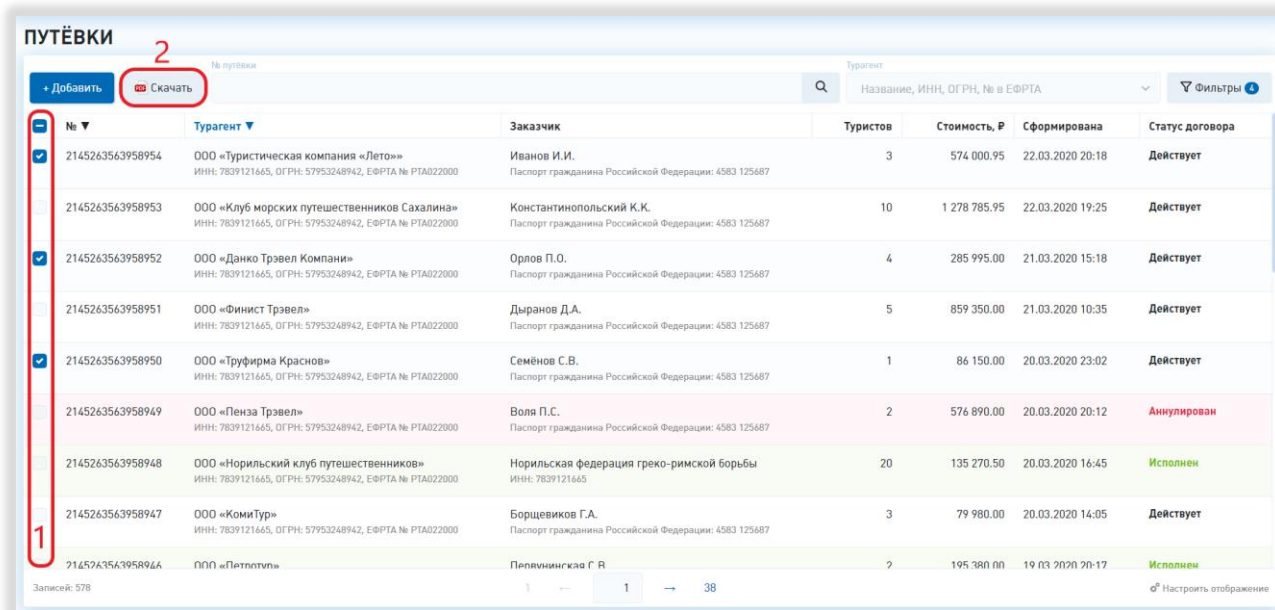 ПУТЁВКИ
2
№ путёвки
Турагент
+ Добавить
PDF Скачать
Название, ИНН, ОГРН, № в ЕФРТА
Фильтры 4
№ ▼ Турагент ▼ Заказчик Туристов Стоимость, ₽ Сформирована Статус договора
2145263563958954 ООО «Туристическая компания «Лето»» Иванов И.И. 3 574 000.95 22.03.2020 20:18 Действует
ИНН: 7839121665, ОГРН: 57953248942, ЕФРТА № РТА022000 Паспорт гражданина Российской Федерации: 4583 125687
2145263563958953 ООО «Клуб морских путешественников Сахалина» Константинопольский К.К. 10 1 278 785.95 22.03.2020 19:25 Действует
ИНН: 7839121665, ОГРН: 57953248942, ЕФРТА № РТА022000 Паспорт гражданина Российской Федерации: 4583 125687
2145263563958952 ООО «Данко Трэвел Компани» Орлов П.О. 4 285 995.00 21.03.2020 15:18 Действует
ИНН: 7839121665, ОГРН: 57953248942, ЕФРТА № РТА022000 Паспорт гражданина Российской Федерации: 4583 125687
2145263563958951 ООО «Финист Трэвел» Дыранов Д.А. 5 859 350.00 21.03.2020 10:35 Действует
ИНН: 7839121665, ОГРН: 57953248942, ЕФРТА № РТА022000 Паспорт гражданина Российской Федерации: 4583 125687
2145263563958950 ООО «Труфирма Краснов» Семёнов С.В. 1 86 150.00 20.03.2020 23:02 Действует
ИНН: 7839121665, ОГРН: 57953248942, ЕФРТА № РТА022000 Паспорт гражданина Российской Федерации: 4583 125687
2145263563958949 ООО «Пенза Трэвел» Воля П.С. 2 576 890.00 20.03.2020 20:12 Аннулирован
ИНН: 7839121665, ОГРН: 57953248942, ЕФРТА № РТА022000 Паспорт гражданина Российской Федерации: 4583 125687
2145263563958948 ООО «Норильский клуб путешественников» Норильская федерация греко-римской борьбы 20 135 270.50 20.03.2020 16:45 Исполнен
ИНН: 7839121665, ОГРН: 57953248942, ЕФРТА № РТА022000 ИНН: 7839121665
2145263563958947 ООО «КомиТур» Борщевиков Г.А. 3 79 980.00 20.03.2020 14:05 Действует
ИНН: 7839121665, ОГРН: 57953248942, ЕФРТА № РТА022000 Паспорт гражданина Российской Федерации: 4583 125687
1
2145263563958946 ООО «Петротур» Первунинская С.В. 2 195 380.00 19.03.2020 20:17 Исполнен
Записей: 578 1 ← 1 → 38 Настроить отображение